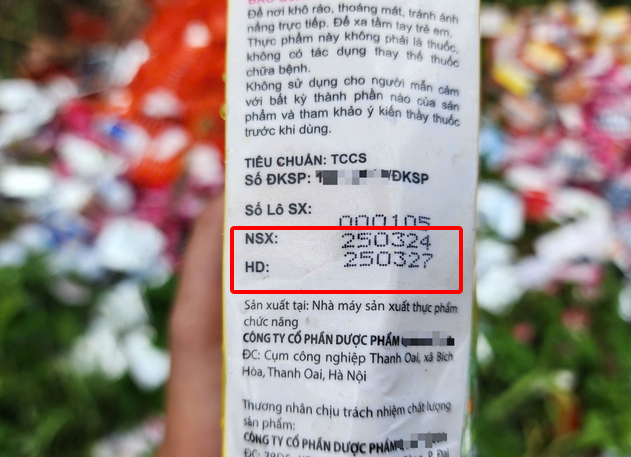 Để nơi khô ráo, thoáng mát, tránh ánh
nắng trực tiếp. Để xa tầm tay trẻ em.
Thực phẩm này không phải là thuốc,
không có tác dụng thay thế thuốc
chữa bệnh.
Không sử dụng cho người mẫn cảm
với bất kỳ thành phần nào của sản
phẩm và tham khảo ý kiến thầy thuốc
trước khi dùng.
TIÊU CHUẨN: TCCS
Số ĐKSP: /ĐKSP
Số Lô SX: 000105
NSX: 250324
HD: 250327
Sản xuất tại: Nhà máy sản xuất thực phẩm
chức năng
CÔNG TY CỔ PHẦN DƯỢC PHẨM
ĐC: Cụm công nghiệp Thanh Oai, xã Bích
Hòa, Thanh Oai, Hà Nội
Thương nhân chịu trách nhiệm chất lượng
sản phẩm:
CÔNG TY CỔ PHẦN DƯỢC PHẨM